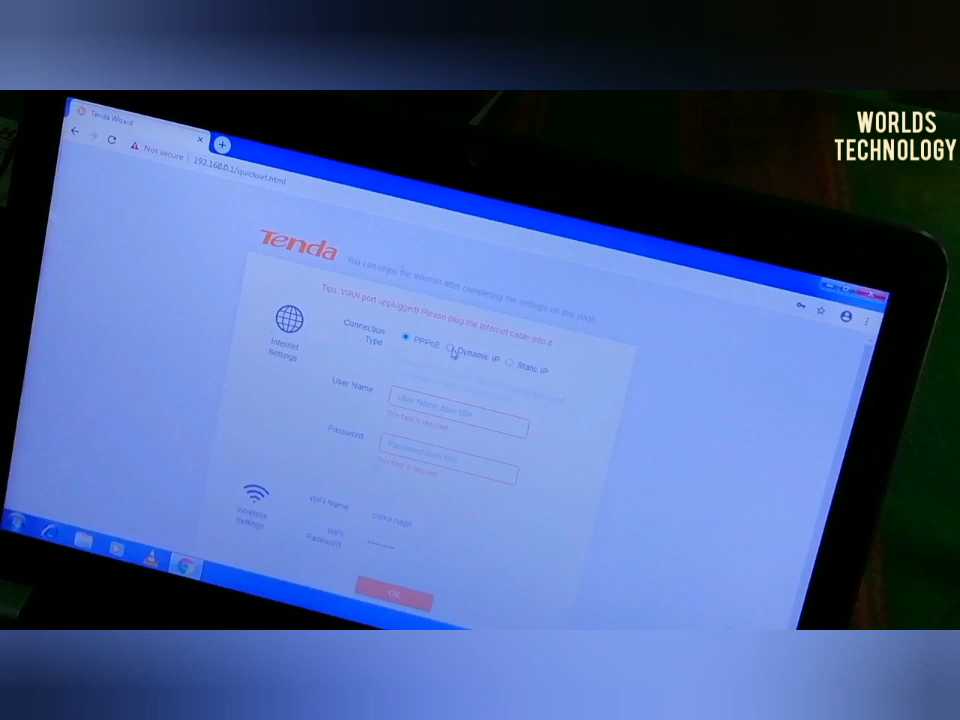 WORLDS
TECHNOLOGY
Tenda Wizard
Not secure | 192.168.0.1/quickset.html
Tenda You can enjoy the Internet after completing the settings on this page
Tips: WAN port unplugged! Please plug the Internet cable into it
Internet
Settings
Connection
Type
PPPoE Dynamic IP Static IP
User Name
User Name from ISP
This field is required
Password
Password from ISP
This field is required
Wireless
Settings
WiFi Name
WiFi
Password
OK